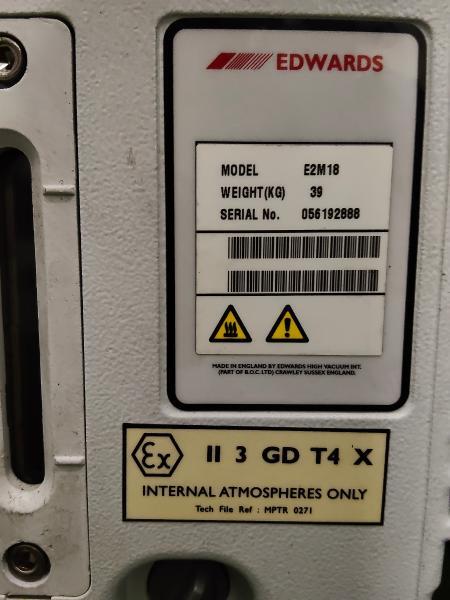 EDWARDS
MODEL E2M18
WEIGHT(KG) 39
SERIAL No. 056192888
MADE IN ENGLAND BY EDWARDS HIGH VACUUM INT.
(PART OF B.O.C. LTD) CRAWLEY SUSSEX ENGLAND.
Ex II 3 GD T4 X
INTERNAL ATMOSPHERES ONLY
Tech File Ref : MPTR 0271